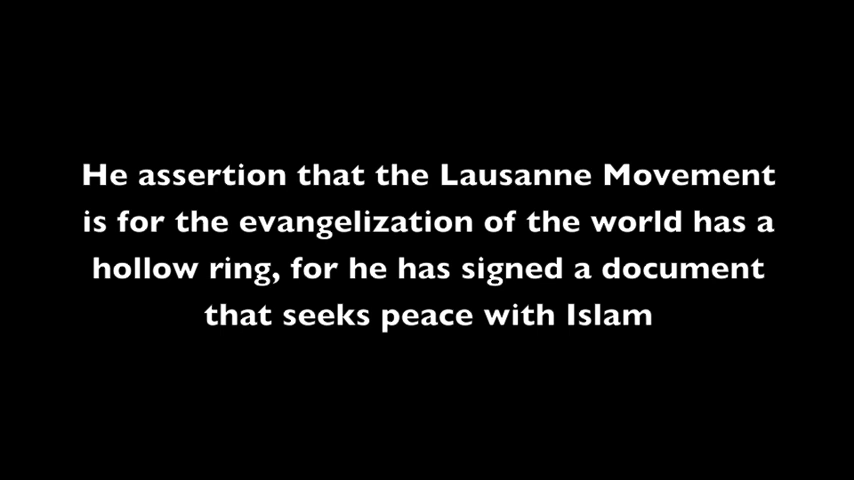 He assertion that the Lausanne Movement
is for the evangelization of the world has a
hollow ring, for he has signed a document
that seeks peace with Islam